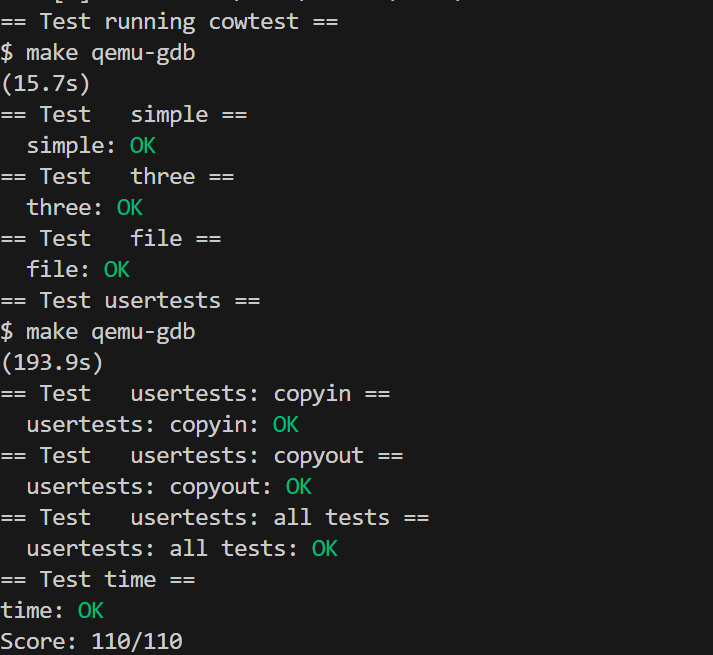 == Test running cowtest ==
$ make qemu-gdb
(15.7s)
== Test   simple ==
  simple: OK
== Test   three ==
  three: OK
== Test   file ==
  file: OK
== Test usertests ==
$ make qemu-gdb
(193.9s)
== Test   usertests: copyin ==
  usertests: copyin: OK
== Test   usertests: copyout ==
  usertests: copyout: OK
== Test   usertests: all tests ==
  usertests: all tests: OK
== Test time ==
time: OK
Score: 110/110